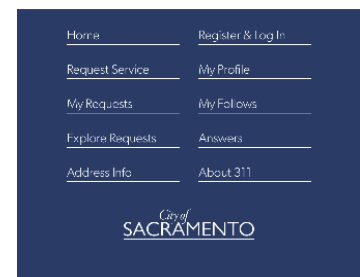 Home
Register & Log In
Request Service
My Profile
My Requests
My Follows
Explore Requests
Answers
Address Info
About 311
City of
SACRAMENTO